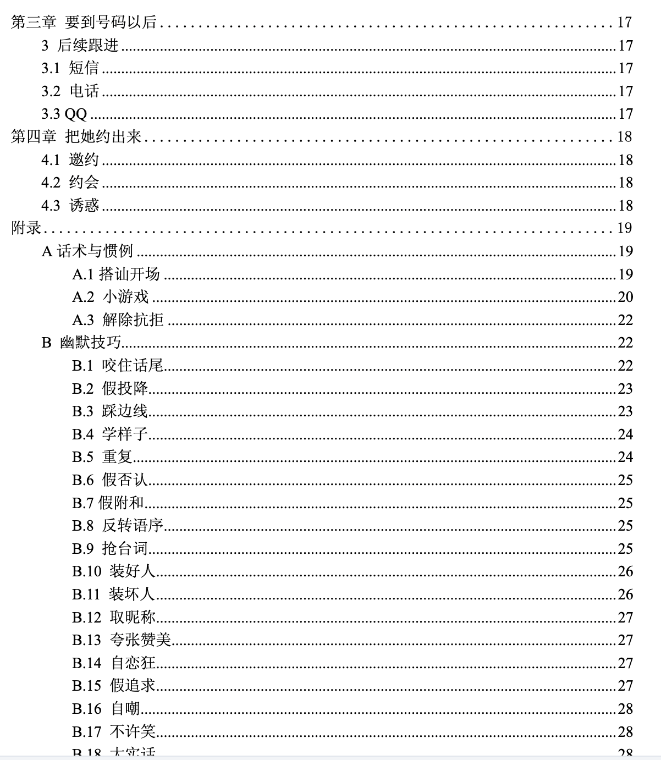 第三章 要到号码以后 17
3 后续跟进 17
3.1 短信 17
3.2 电话 17
3.3 QQ 17
第四章 把她约出来 18
4.1 邀约 18
4.2 约会 18
4.3 诱惑 18
附录 19
A 话术与惯例 19
A.1 搭讪开场 19
A.2 小游戏 20
A.3 解除抗拒 22
B 幽默技巧 22
B.1 咬住话尾 22
B.2 假投降 23
B.3 踩边线 23
B.4 学样子 24
B.5 重复 24
B.6 假否认 25
B.7 假附和 25
B.8 反转语序 25
B.9 抢台词 25
B.10 装好人 26
B.11 装坏人 26
B.12 取昵称 27
B.13 夸张赞美 27
B.14 自恋狂 27
B.15 假追求 27
B.16 自嘲 28
B.17 不许笑 28
B.18 大实话 28